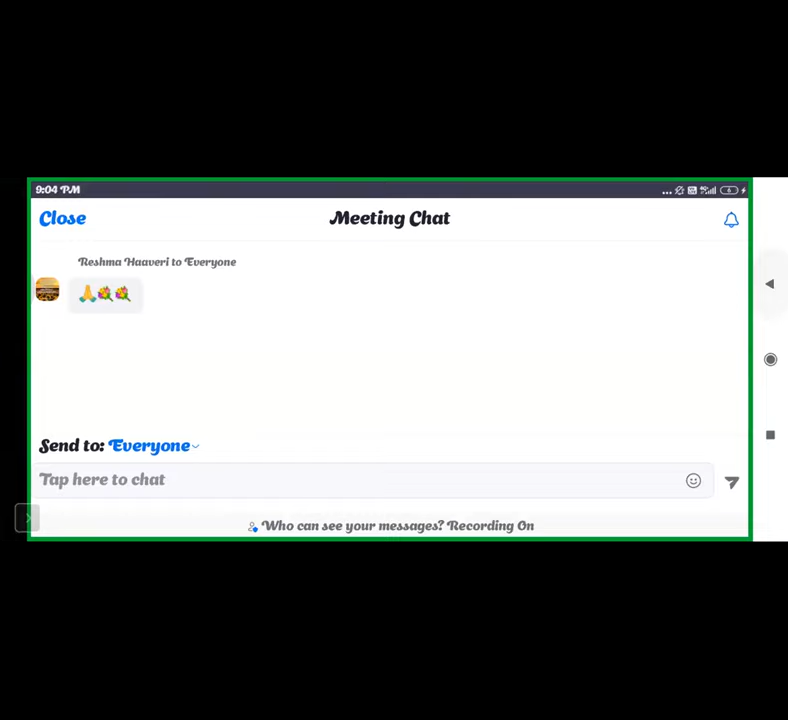 9:04 PM
Close
Meeting Chat
Reshma Haaveri to Everyone
🙏💐💐
Send to: Everyone
Tap here to chat
Who can see your messages? Recording On